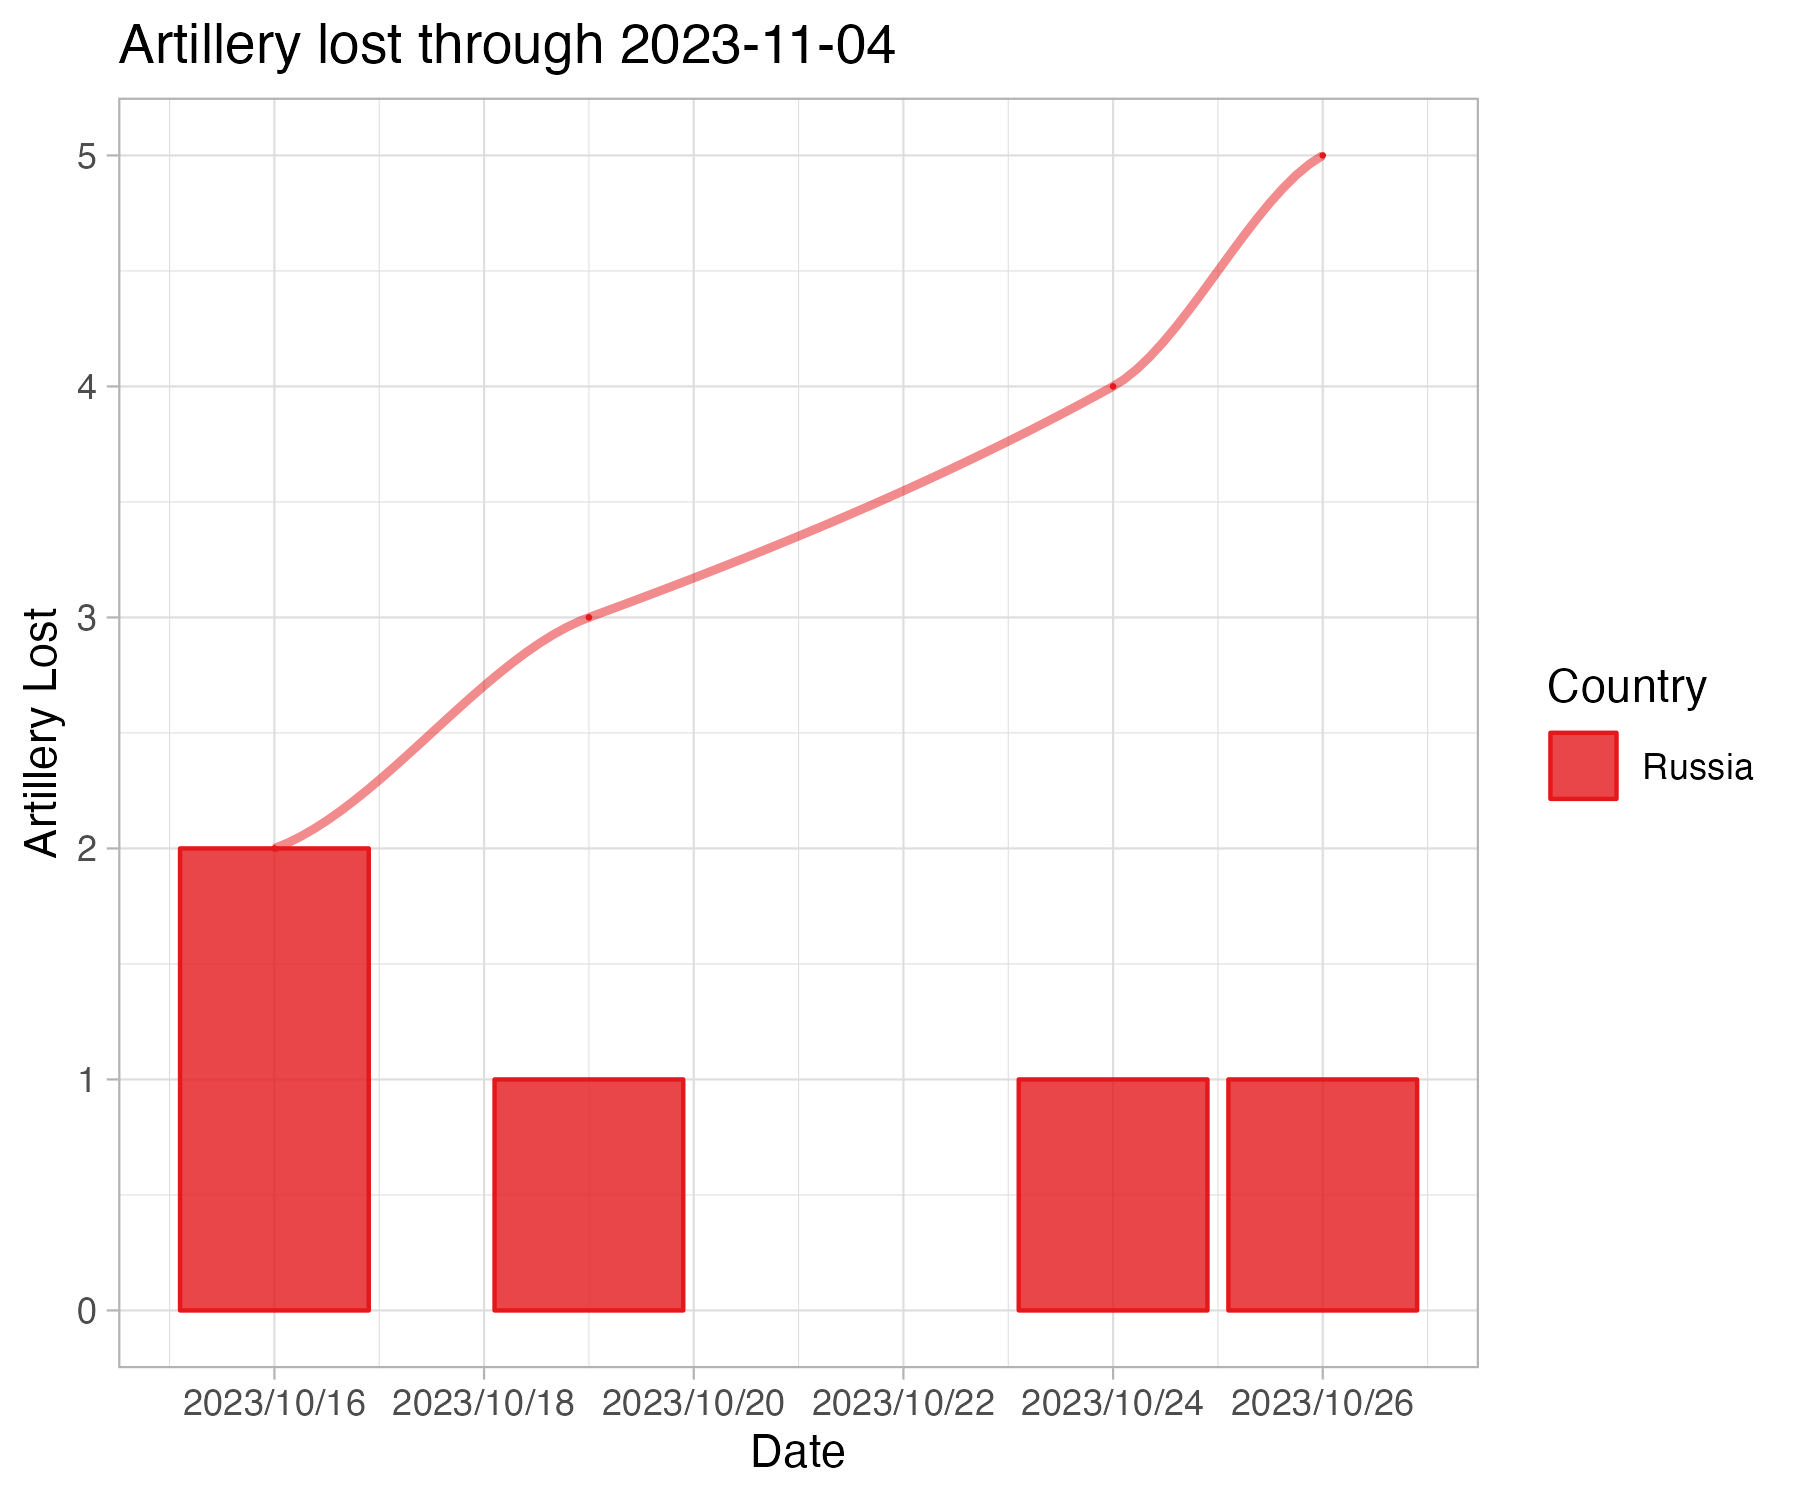 Artillery lost through 2023-11-04
Artillery Lost
5
4
3
2
1
0
2023/10/16 2023/10/18 2023/10/20 2023/10/22 2023/10/24 2023/10/26
Date
Country
Russia